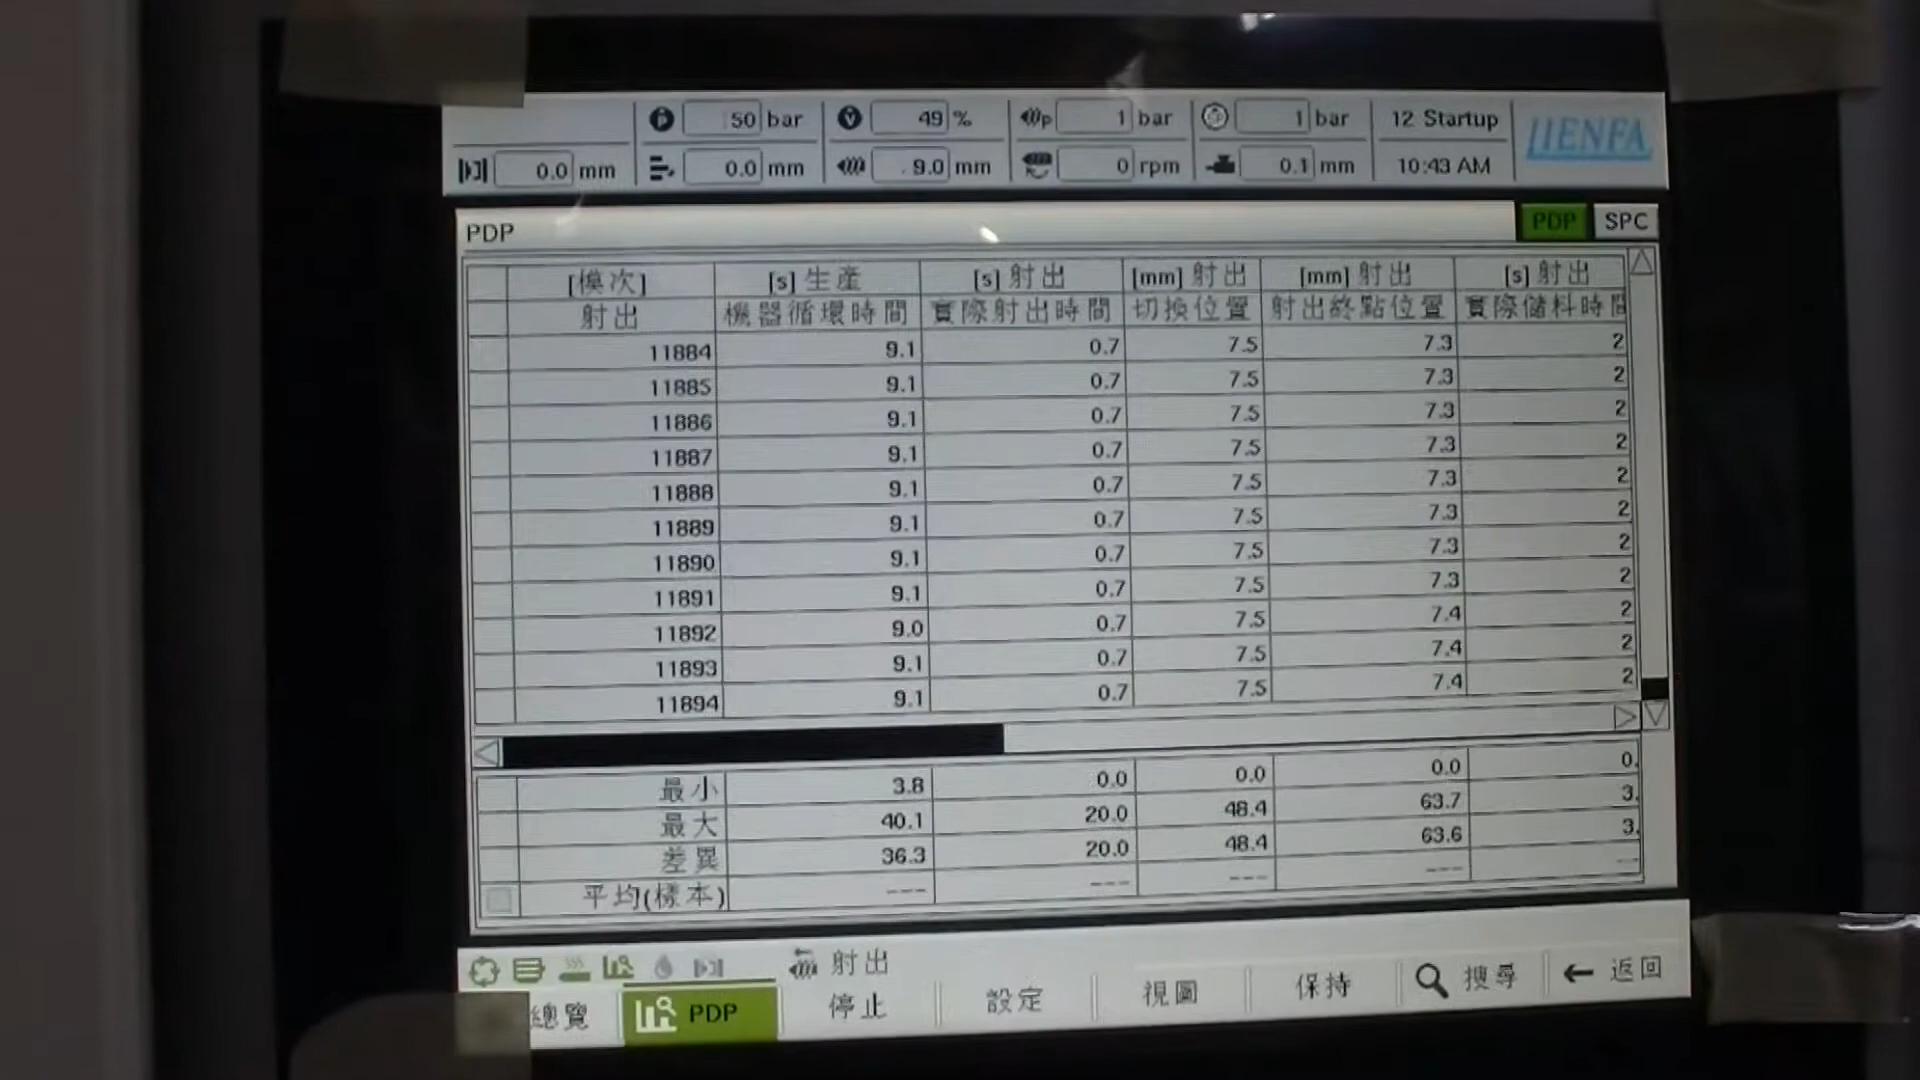 50 bar 49 % 1 bar 1 bar 12 Startup LIENFA
0.0 mm 0.0 mm 9.0 mm 0 rpm 0.1 mm 10:43 AM
PDP PDP SPC
[模次] [s] 生產 [s] 射出 [mm] 射出 [mm] 射出 [s] 射出
射出 機器循環時間 實際射出時間 切換位置 射出終點位置 實際儲料時間
11884 9.1 0.7 7.5 7.3 2
11885 9.1 0.7 7.5 7.3 2
11886 9.1 0.7 7.5 7.3 2
11887 9.1 0.7 7.5 7.3 2
11888 9.1 0.7 7.5 7.3 2
11889 9.1 0.7 7.5 7.3 2
11890 9.1 0.7 7.5 7.3 2
11891 9.1 0.7 7.5 7.3 2
11892 9.0 0.7 7.5 7.4 2
11893 9.1 0.7 7.5 7.4 2
11894 9.1 0.7 7.5 7.4 2
最小 3.8 0.0 0.0 0.0 0.
最大 40.1 20.0 48.4 63.7 3.
差異 36.3 20.0 48.4 63.6 3.
平均(樣本) --- --- --- --- ---
射出
總覽 PDP 停止 設定 視圖 保持 搜尋 返回